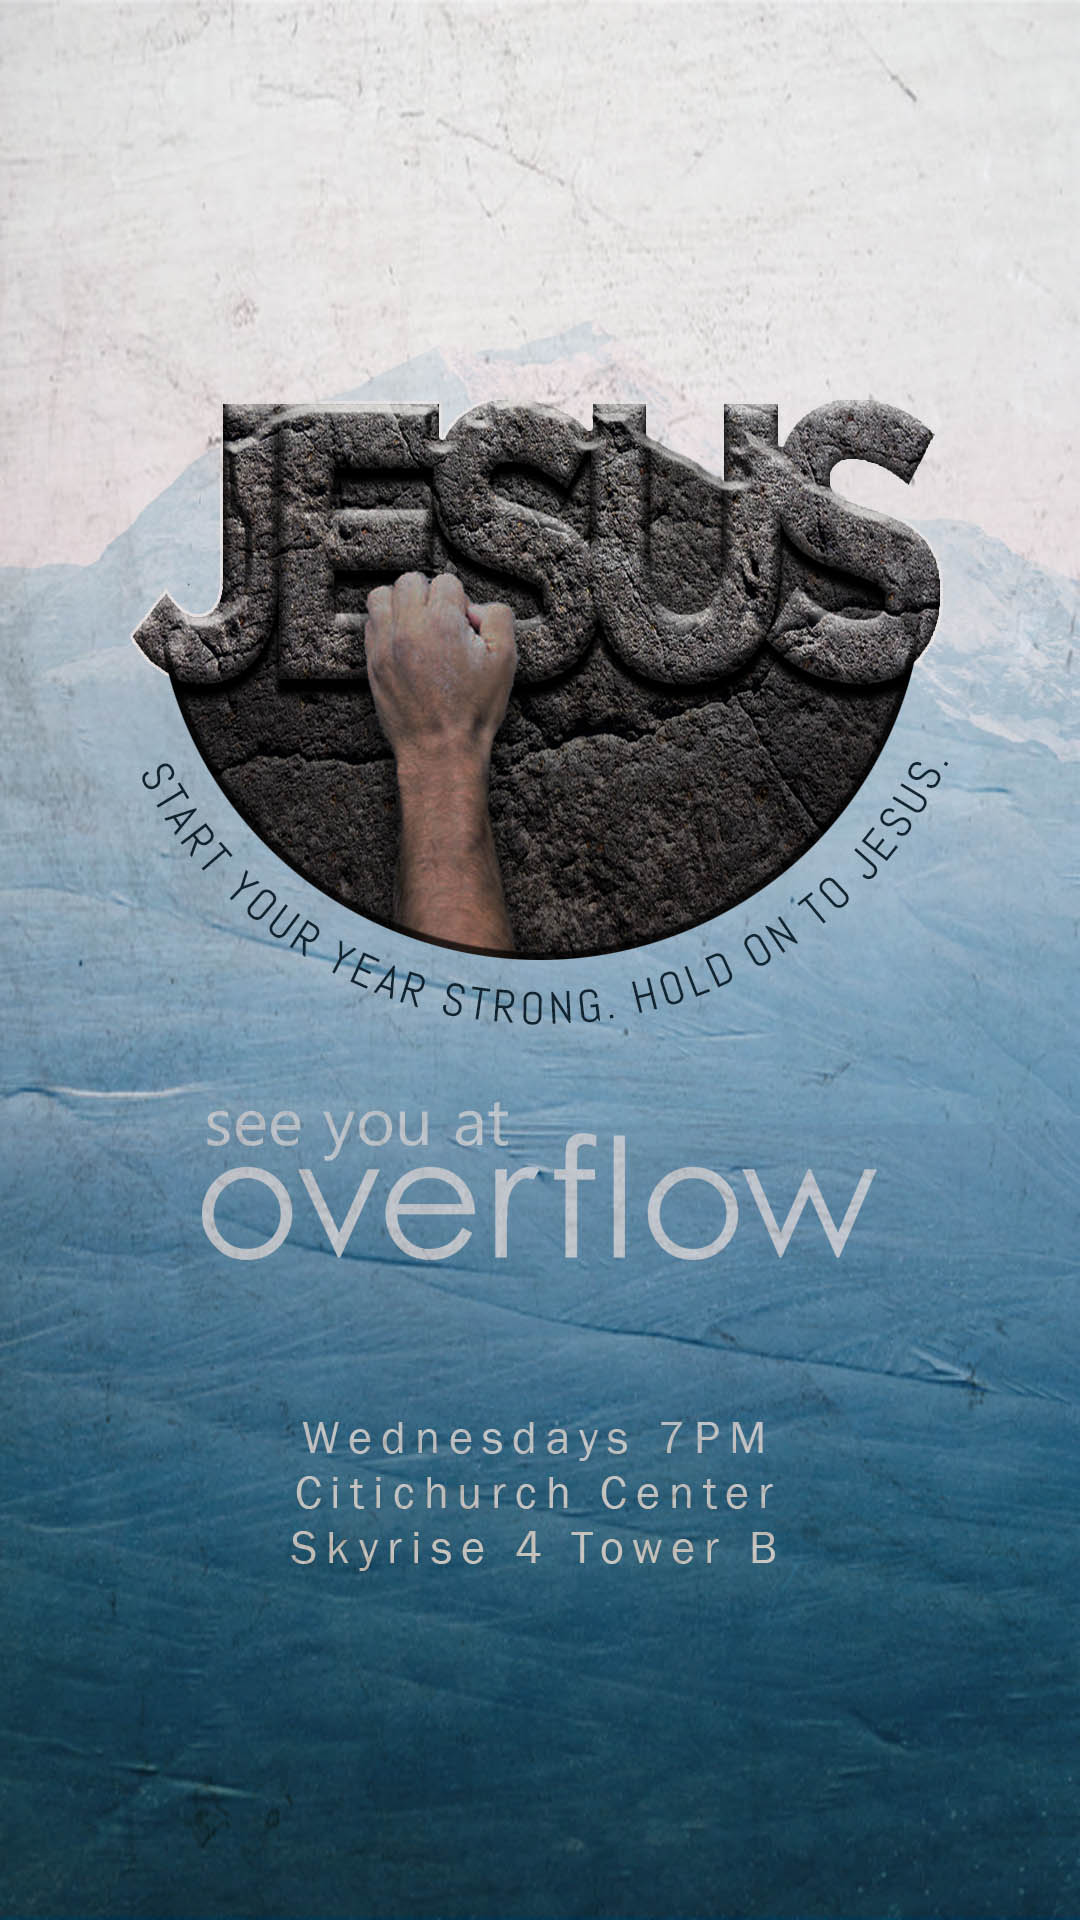 JESUS
START YOUR YEAR STRONG. HOLD ON TO JESUS.
see you at
overflow
Wednesdays 7PM
Citichurch Center
Skyrise 4 Tower B